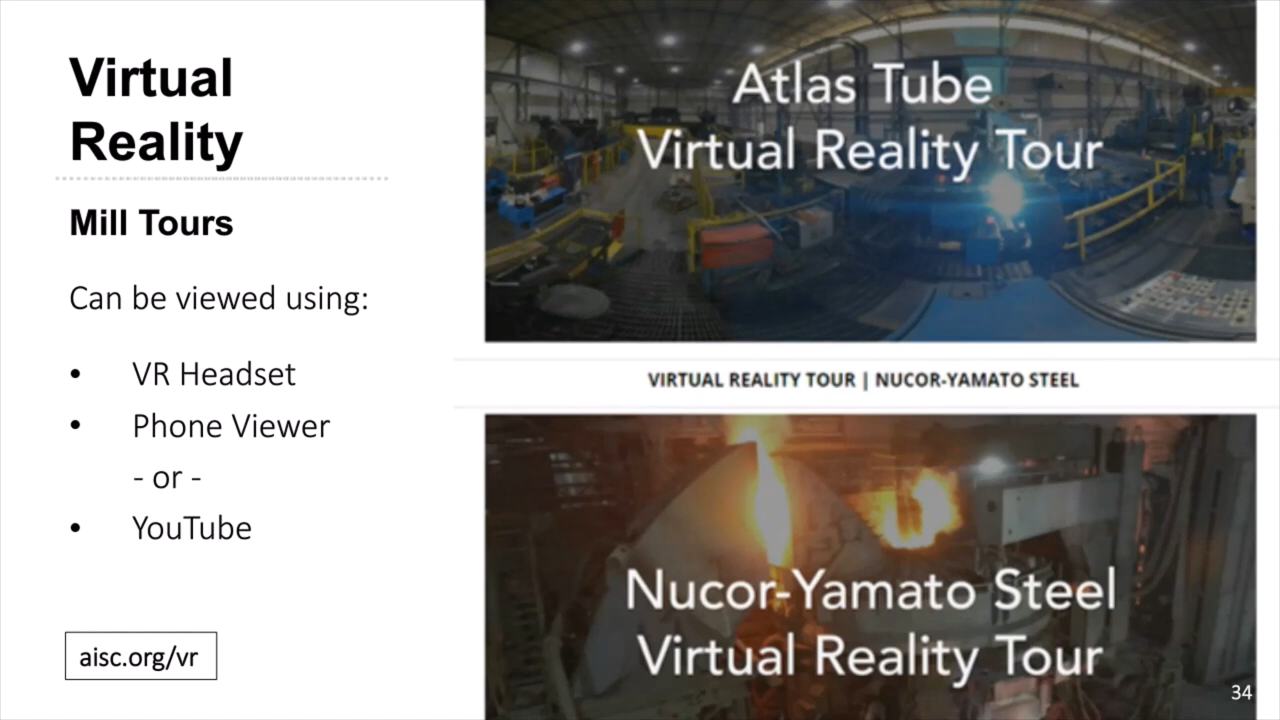 Virtual
Reality
Mill Tours
Can be viewed using:
• VR Headset
• Phone Viewer
- or -
• YouTube
aisc.org/vr
Atlas Tube
Virtual Reality Tour
VIRTUAL REALITY TOUR | NUCOR-YAMATO STEEL
Nucor-Yamato Steel
Virtual Reality Tour
34